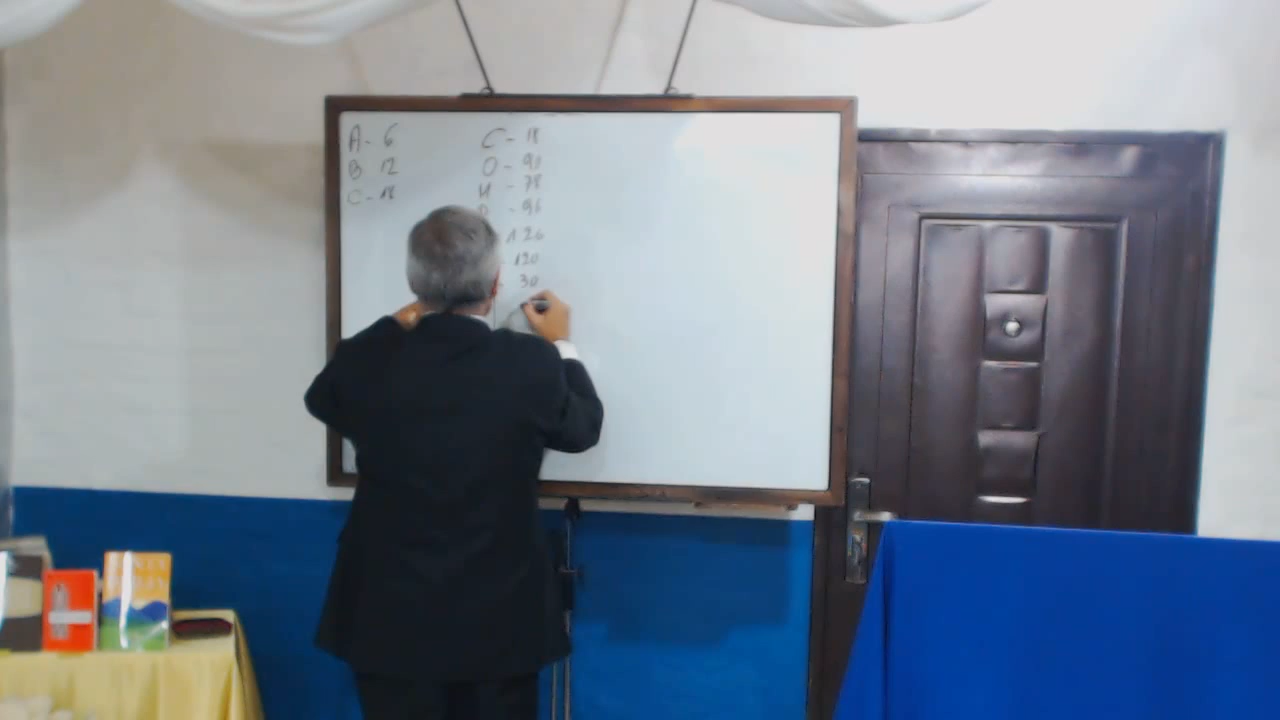 A - 6
B 12
C - 18
C - 18
O - 90
M - 78
P - 96
126
- 120
30